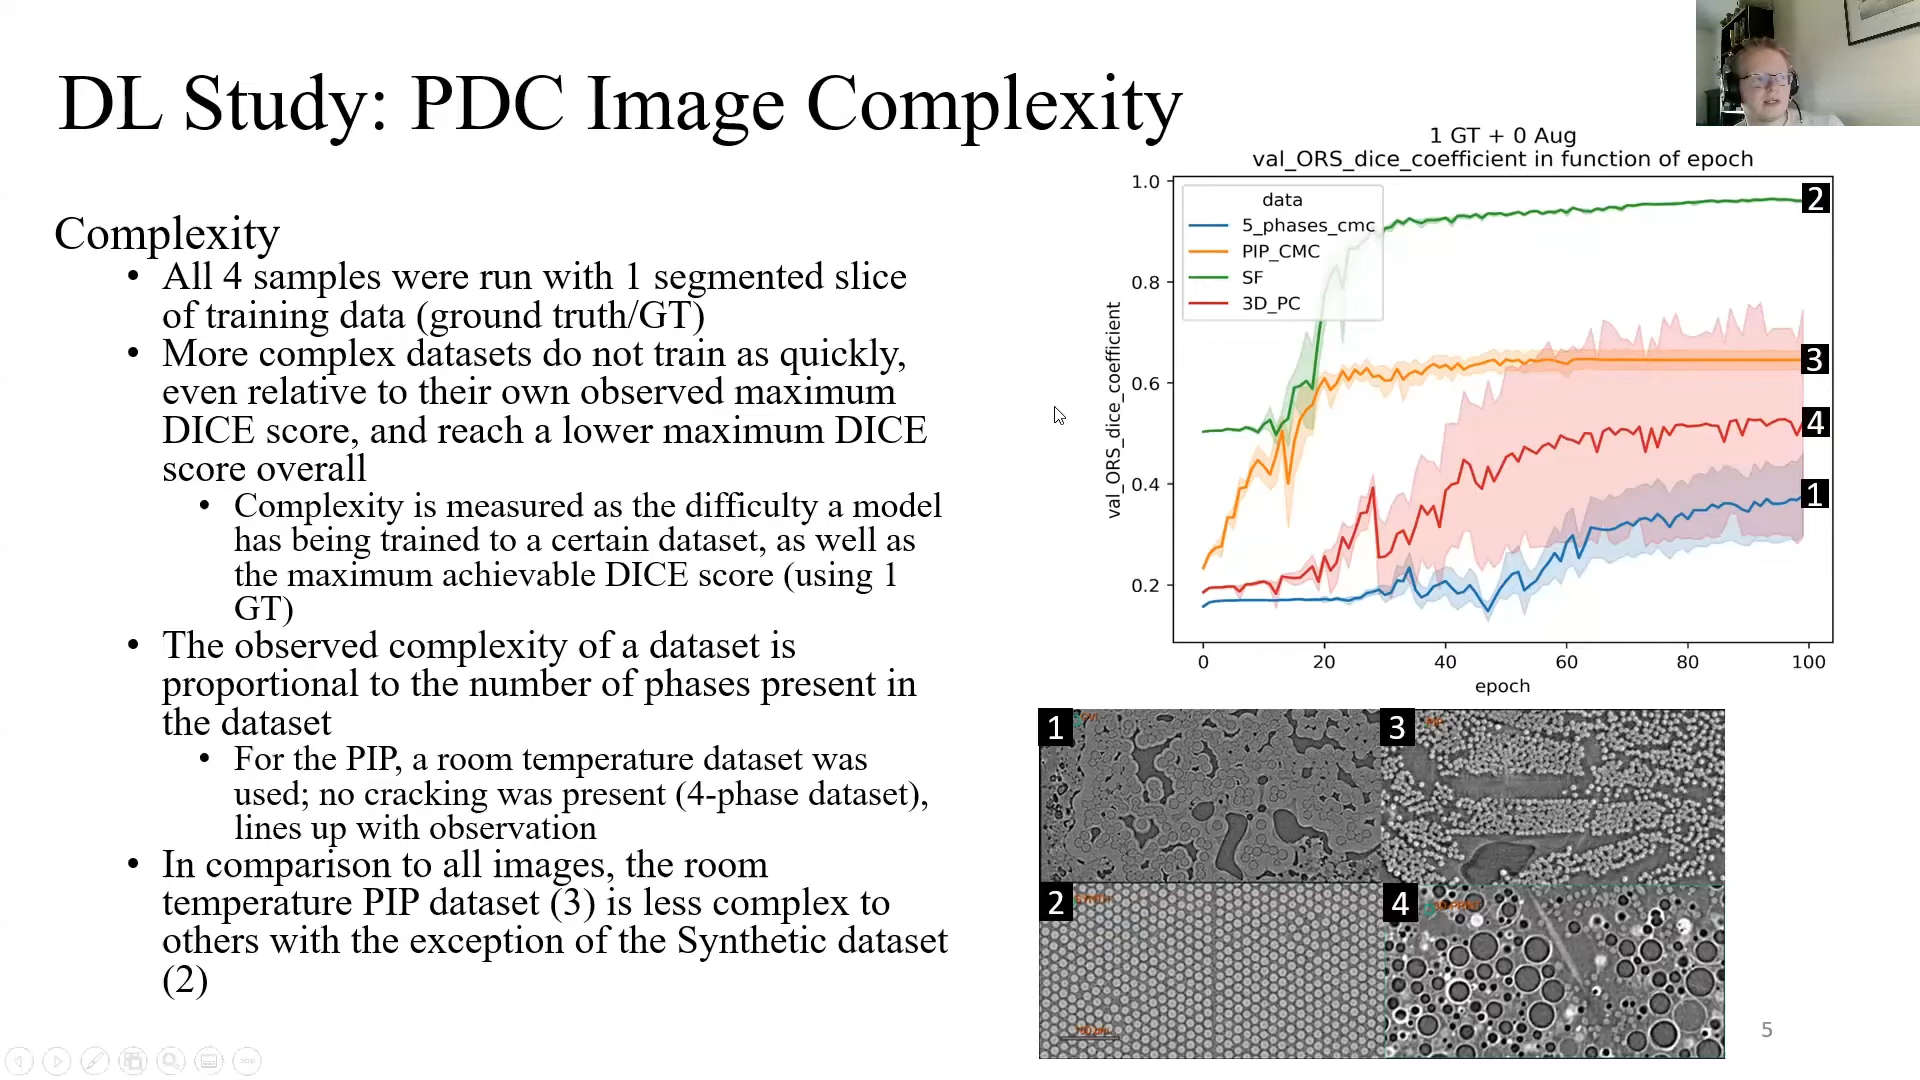 DL Study: PDC Image Complexity
Complexity
• All 4 samples were run with 1 segmented slice
of training data (ground truth/GT)
• More complex datasets do not train as quickly,
even relative to their own observed maximum
DICE score, and reach a lower maximum DICE
score overall
• Complexity is measured as the difficulty a model
has being trained to a certain dataset, as well as
the maximum achievable DICE score (using 1
GT)
• The observed complexity of a dataset is
proportional to the number of phases present in
the dataset
• For the PIP, a room temperature dataset was
used; no cracking was present (4-phase dataset),
lines up with observation
• In comparison to all images, the room
temperature PIP dataset (3) is less complex to
others with the exception of the Synthetic dataset
(2)
1 GT + 0 Aug
val_ORS_dice_coefficient in function of epoch
val_ORS_dice_coefficient
1.0
0.8
0.6
0.4
0.2
data
5_phases_cmc
PIP_CMC
SF
3D_PC
2
3
4
1
0 20 40 60 80 100
epoch
1
3
2
4
5